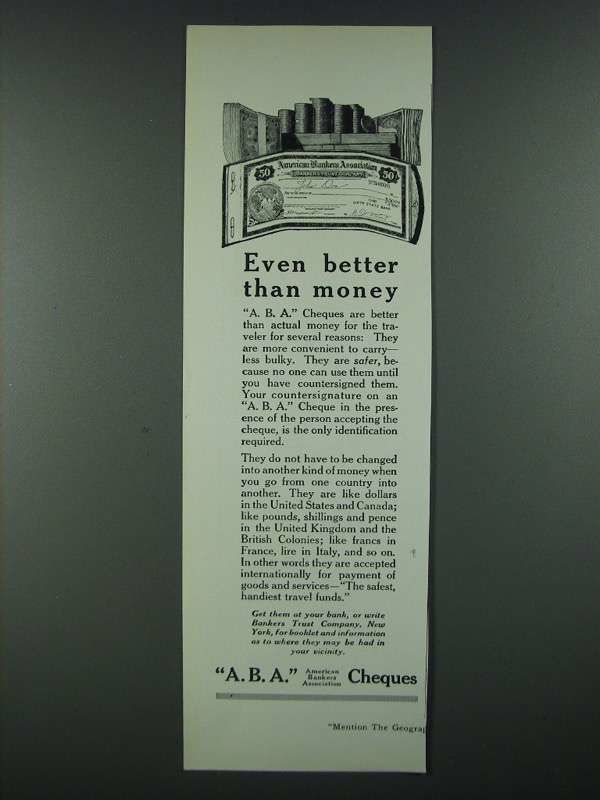 50 American Bankers Association 50
BANKERS TRUST COMPANY
John Doe
Even better
than money
"A. B. A." Cheques are better
than actual money for the tra-
veler for several reasons: They
are more convenient to carry—
less bulky. They are safer, be-
cause no one can use them until
you have countersigned them.
Your countersignature on an
"A. B. A." Cheque in the pres-
ence of the person accepting the
cheque, is the only identification
required.
They do not have to be changed
into another kind of money when
you go from one country into
another. They are like dollars
in the United States and Canada;
like pounds, shillings and pence
in the United Kingdom and the
British Colonies; like francs in
France, lire in Italy, and so on.
In other words they are accepted
internationally for payment of
goods and services—"The safest,
handiest travel funds."
Get them at your bank, or write
Bankers Trust Company, New
York, for booklet and information
as to where they may be had in
your vicinity.
"A. B. A." American Bankers Association Cheques
"Mention The Geograp